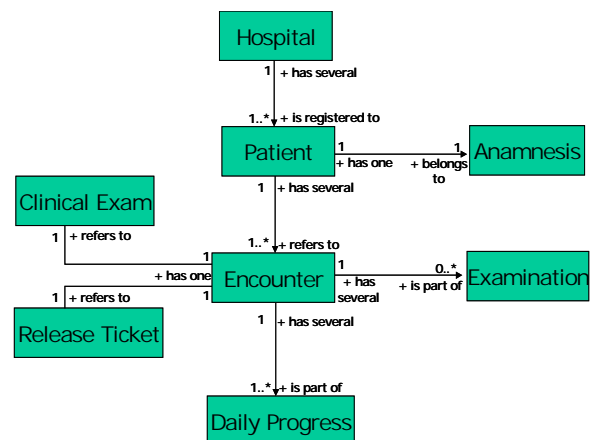 Hospital
1 + has several
1..* + is registered to
Patient
1
+ has one
1
+ belongs
to
Anamnesis
1 + has several
Clinical Exam
1 + refers to
1..* + refers to
1
+ has one
Encounter
1
+ has
several
0..*
+ is part of
Examination
1 + refers to
1
Release Ticket
1 + has several
1..* + is part of
Daily Progress